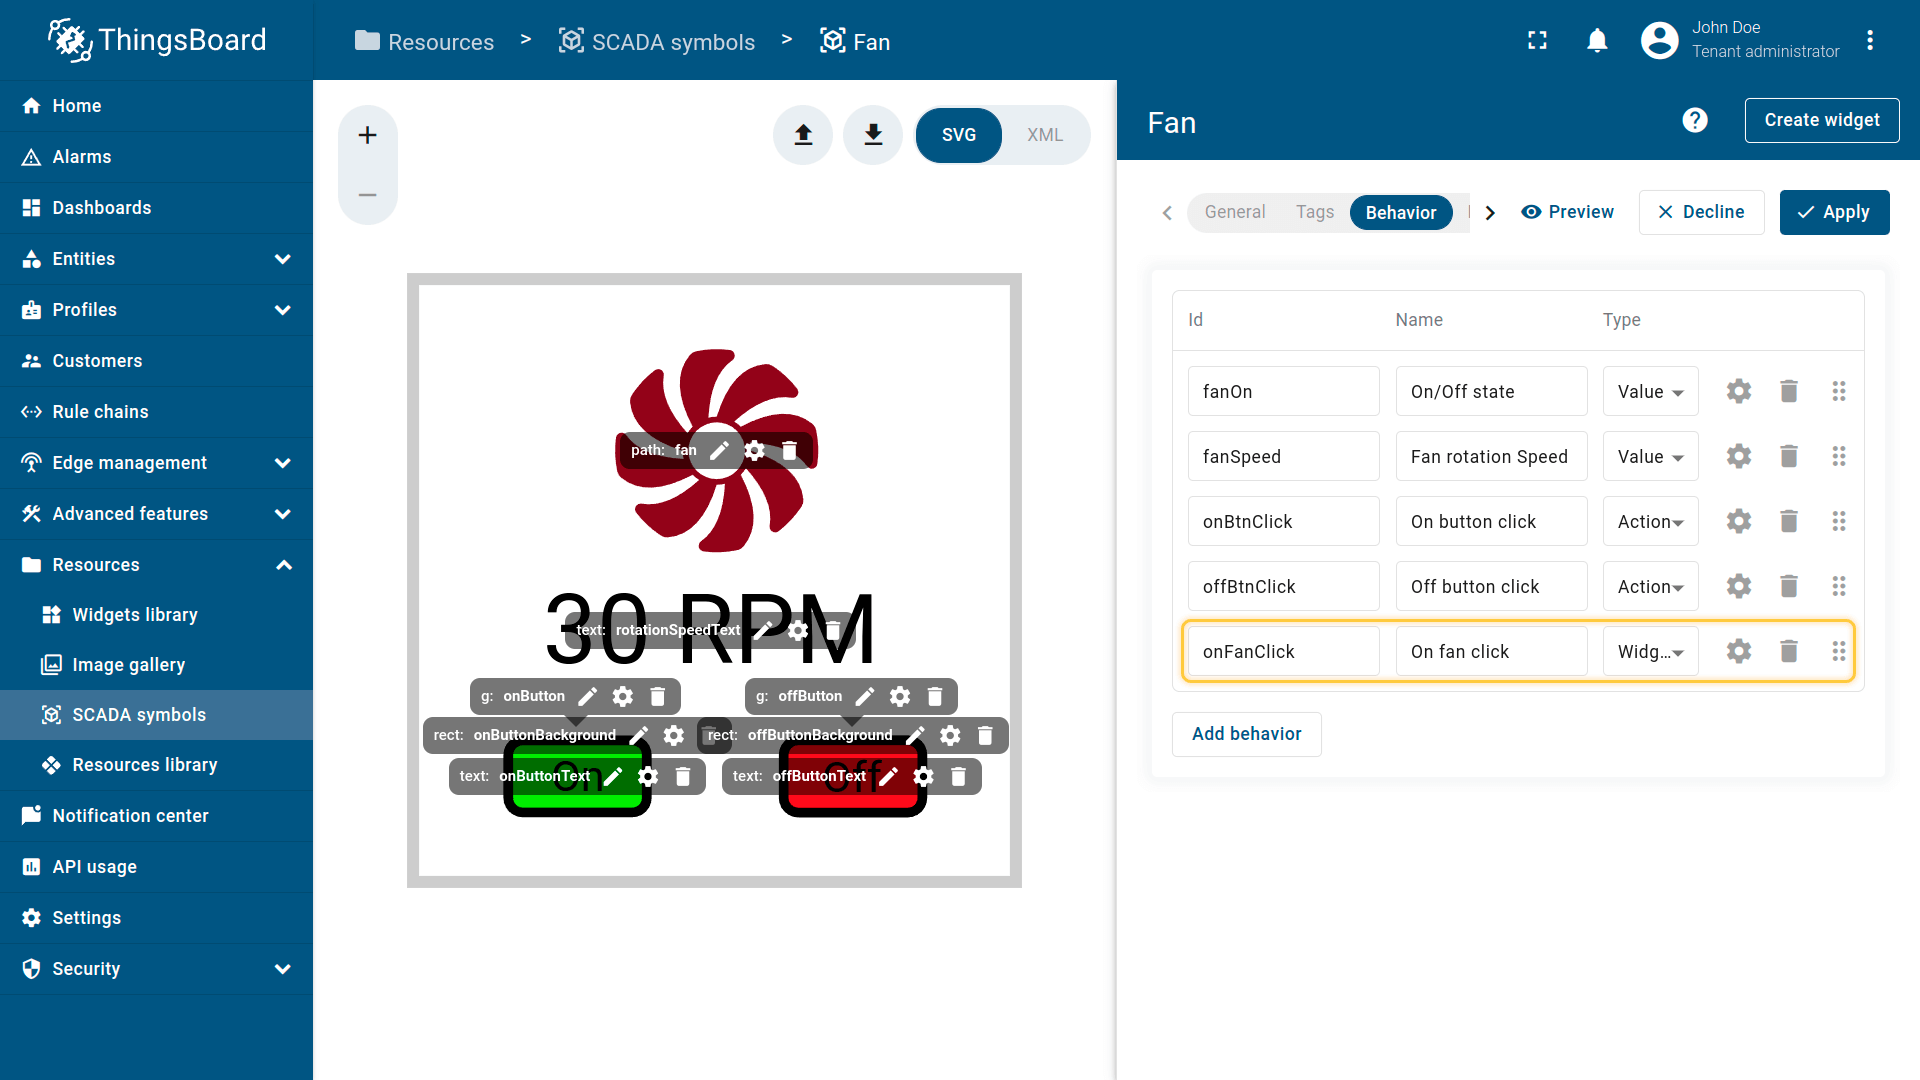 ThingsBoard
Resources > SCADA symbols > Fan
John Doe
Tenant administrator
Home
Alarms
Dashboards
Entities
Profiles
Customers
Rule chains
Edge management
Advanced features
Resources
Widgets library
Image gallery
SCADA symbols
Resources library
Notification center
API usage
Settings
Security
SVG XML
path: fan
30 RPM
text: rotationSpeedText
g: onButton
g: offButton
rect: onButtonBackground
rect: offButtonBackground
On
text: onButtonText
Off
text: offButtonText
Fan
? Create widget
General Tags Behavior Preview Decline Apply
Id Name Type
fanOn On/Off state Value
fanSpeed Fan rotation Speed Value
onBtnClick On button click Action
offBtnClick Off button click Action
onFanClick On fan click Widg...
Add behavior